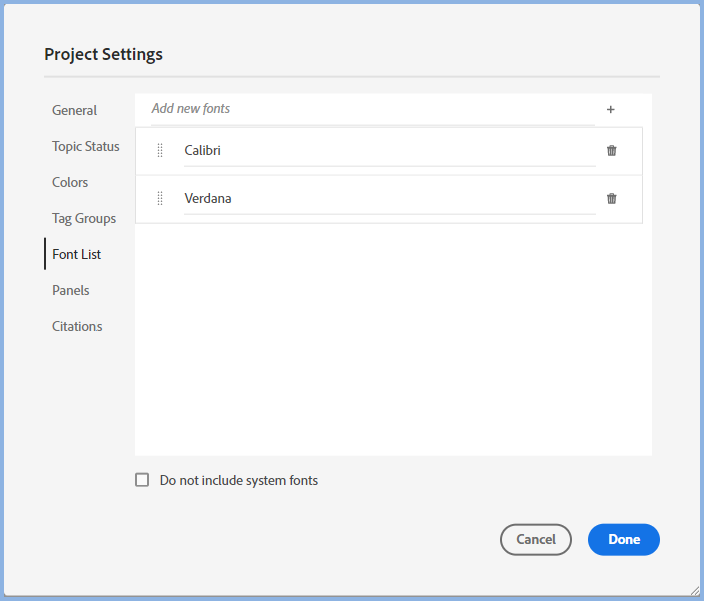 Project Settings
General
Topic Status
Colors
Tag Groups
Font List
Panels
Citations
Add new fonts
+
Calibri
Verdana
Do not include system fonts
Cancel
Done